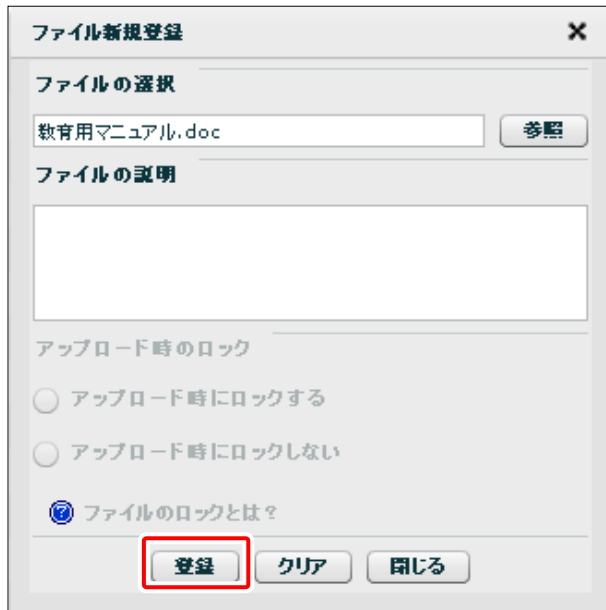 ファイル新規登録
ファイルの選択
教育用マニュアル.doc
参照
ファイルの説明
アップロード時のロック
アップロード時にロックする
アップロード時にロックしない
ファイルのロックとは?
登録 クリア 閉じる